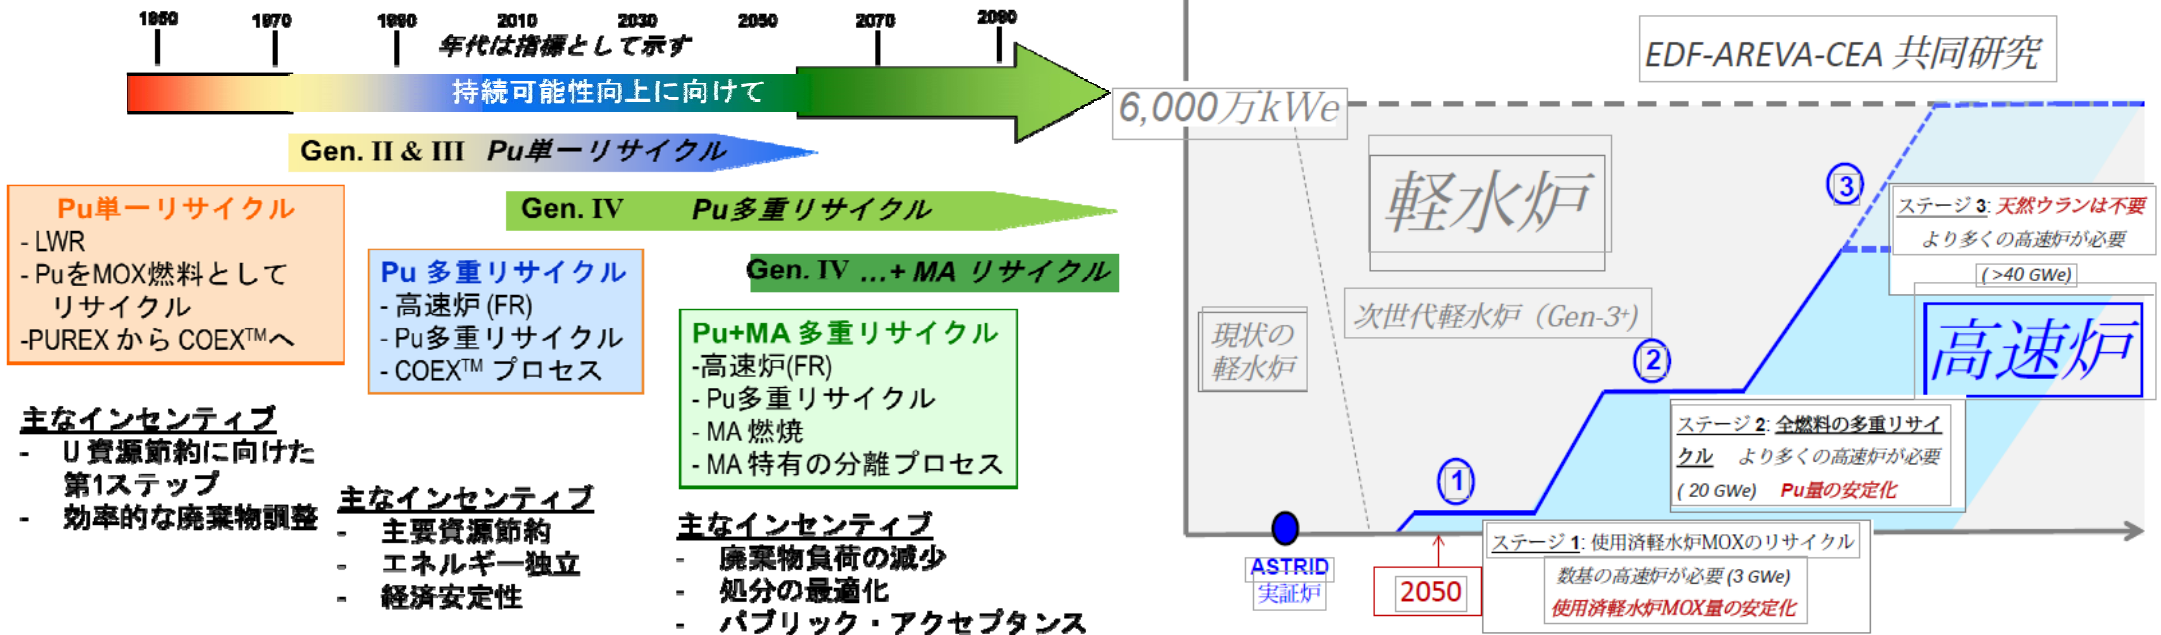 1950 1970 1990 2010 2030 2050 2070 2090
年代は指標として示す
持続可能性向上に向けて
Gen. II & III Pu単一リサイクル
Gen. IV Pu多重リサイクル
Gen. IV ...+ MA リサイクル
Pu単一リサイクル
- LWR
- PuをMOX燃料として
リサイクル
-PUREX から COEX™へ
主なインセンティブ
- U 資源節約に向けた
第1ステップ
- 効率的な廃棄物調整
Pu 多重リサイクル
- 高速炉 (FR)
- Pu多重リサイクル
- COEX™ プロセス
主なインセンティブ
- 主要資源節約
- エネルギー独立
- 経済安定性
Pu+MA 多重リサイクル
-高速炉(FR)
- Pu多重リサイクル
- MA 燃焼
- MA 特有の分離プロセス
主なインセンティブ
- 廃棄物負荷の減少
- 処分の最適化
- パブリック・アクセプタンス
EDF-AREVA-CEA 共同研究
6,000万kWe
軽水炉
次世代軽水炉（Gen-3⁺)
現状の
軽水炉
3
ステージ 3: 天然ウランは不要
より多くの高速炉が必要
( >40 GWe)
高速炉
2
ステージ 2: 全燃料の多重リサイ
クル より多くの高速炉が必要
( 20 GWe) Pu量の安定化
1
ステージ 1: 使用済軽水炉MOXのリサイクル
数基の高速炉が必要 (3 GWe)
使用済軽水炉MOX量の安定化
ASTRID
実証炉
2050